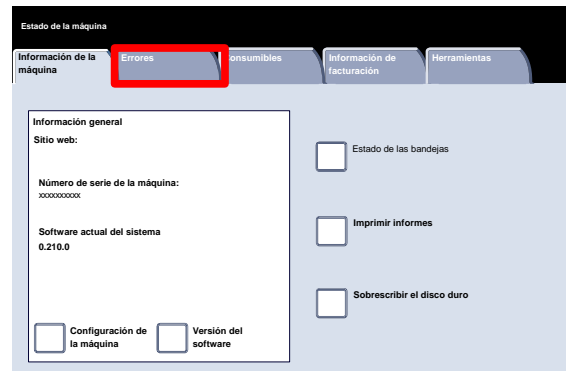 Estado de la máquina
Información de la
máquina
Errores
Consumibles
Información de
facturación
Herramientas
Información general
Sitio web:
Número de serie de la máquina:
xxxxxxxxx
Software actual del sistema
0.210.0
Configuración de
la máquina
Versión del
software
Estado de las bandejas
Imprimir informes
Sobrescribir el disco duro